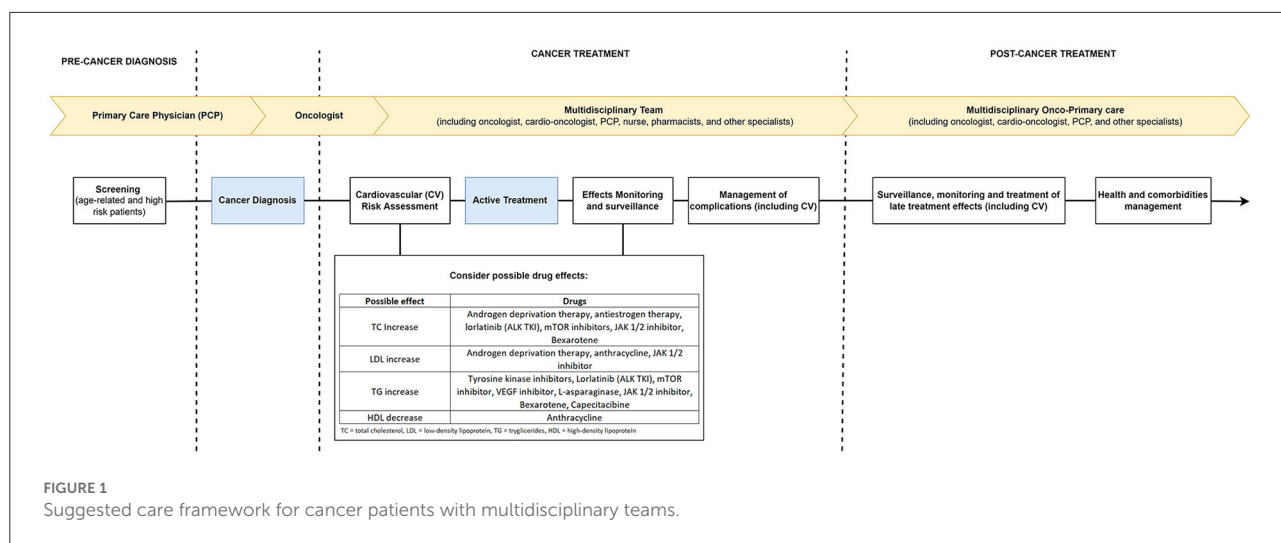 PRE-CANCER DIAGNOSIS
CANCER TREATMENT
POST-CANCER TREATMENT
Primary Care Physician (PCP)
Oncologist
Multidisciplinary Team
(including oncologist, cardio-oncologist, PCP, nurse, pharmacists, and other specialists)
Multidisciplinary Onco-Primary care
(including oncologist, cardio-oncologist, PCP, and other specialists)
Screening
(age-related and high
risk patients)
Cancer Diagnosis
Cardiovascular (CV)
Risk Assessment
Active Treatment
Effects Monitoring
and surveillance
Management of
complications (including CV)
Surveillance, monitoring and treatment of
late treatment effects (including CV)
Health and comorbidities
management
Consider possible drug effects:
Possible effect
Drugs
TC Increase
Androgen deprivation therapy, antiestrogen therapy,
lorlatinib (ALK TKI), mTOR inhibitors, JAK 1/2 inhibitor,
Bexarotene
LDL increase
Androgen deprivation therapy, anthracycline, JAK 1/2
inhibitor
TG increase
Tyrosine kinase inhibitors, Lorlatinib (ALK TKI), mTOR
inhibitor, VEGF inhibitor, L-asparaginase, JAK 1/2 inhibitor,
Bexarotene, Capecitacibine
HDL decrease
Anthracycline
TC = total cholesterol, LDL = low-density lipoprotein, TG = tryglicerides, HDL = high-density lipoprotein
FIGURE 1
Suggested care framework for cancer patients with multidisciplinary teams.